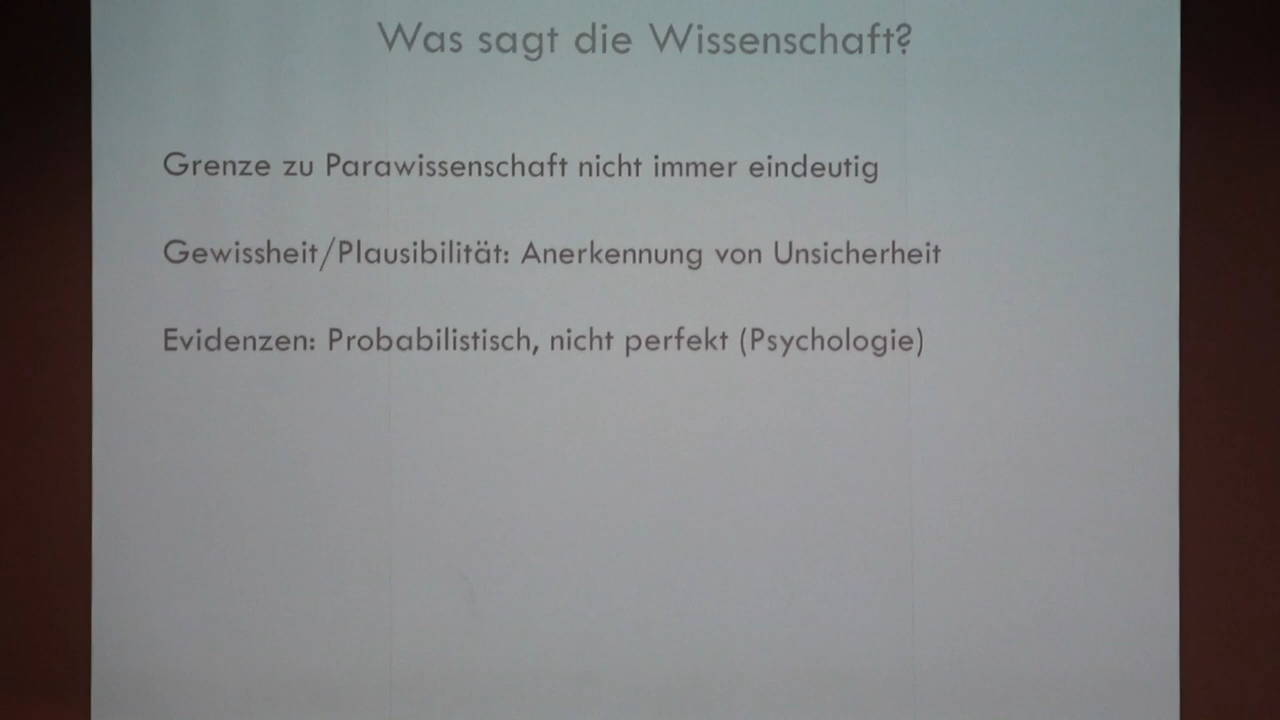 Was sagt die Wissenschaft?
Grenze zu Parawissenschaft nicht immer eindeutig
Gewissheit/Plausibilität: Anerkennung von Unsicherheit
Evidenzen: Probabilistisch, nicht perfekt (Psychologie)